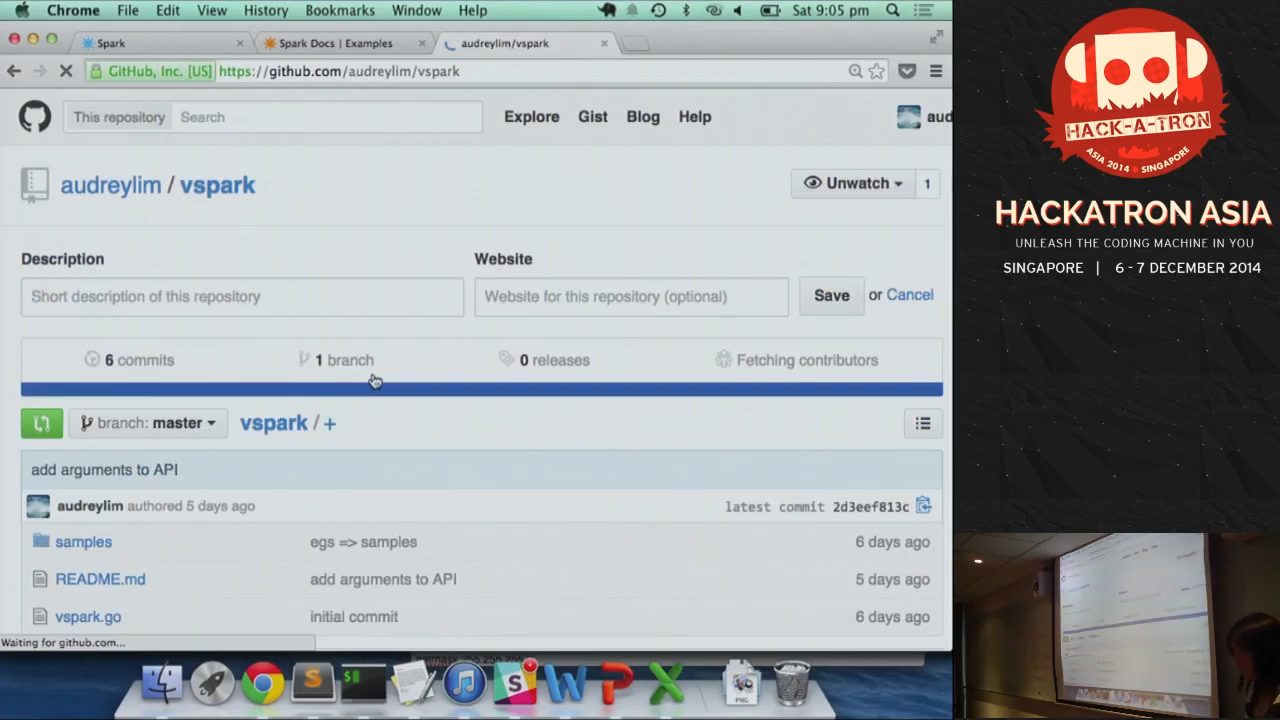 Chrome File Edit View History Bookmarks Window Help Sat 9:05 pm
Spark
Spark Docs | Examples
audreylim/vspark
GitHub, Inc. [US] https://github.com/audreylim/vspark
This repository Search Explore Gist Blog Help aud
audreylim / vspark Unwatch 1
Description Website
Short description of this repository Website for this repository (optional) Save or Cancel
6 commits 1 branch 0 releases Fetching contributors
branch: master vspark / +
add arguments to API
audreylim authored 5 days ago latest commit 2d3eef813c
samples egs => samples 6 days ago
README.md add arguments to API 5 days ago
vspark.go initial commit 6 days ago
Waiting for github.com...
PNG
HACK-A-TRON
ASIA 2014 SINGAPORE
HACKATRON ASIA
UNLEASH THE CODING MACHINE IN YOU
SINGAPORE | 6 - 7 DECEMBER 2014